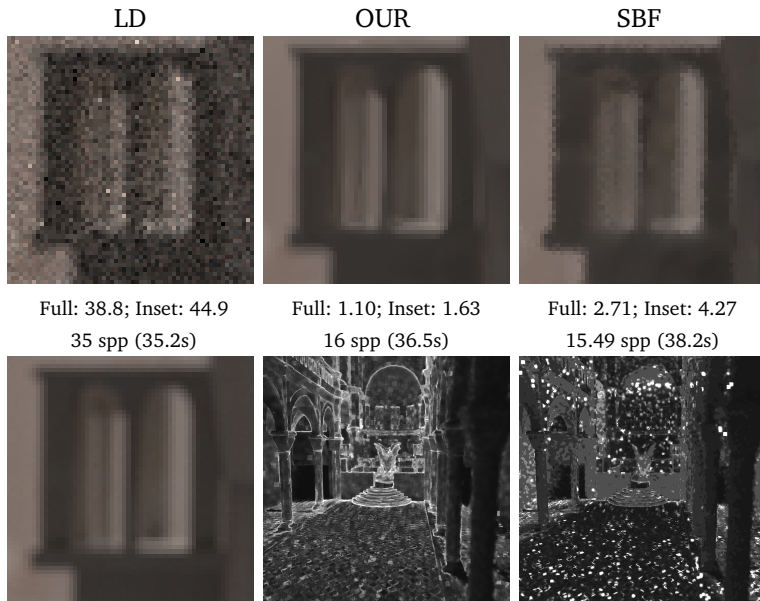 LD OUR SBF
Full: 38.8; Inset: 44.9 Full: 1.10; Inset: 1.63 Full: 2.71; Inset: 4.27
35 spp (35.2s) 16 spp (36.5s) 15.49 spp (38.2s)